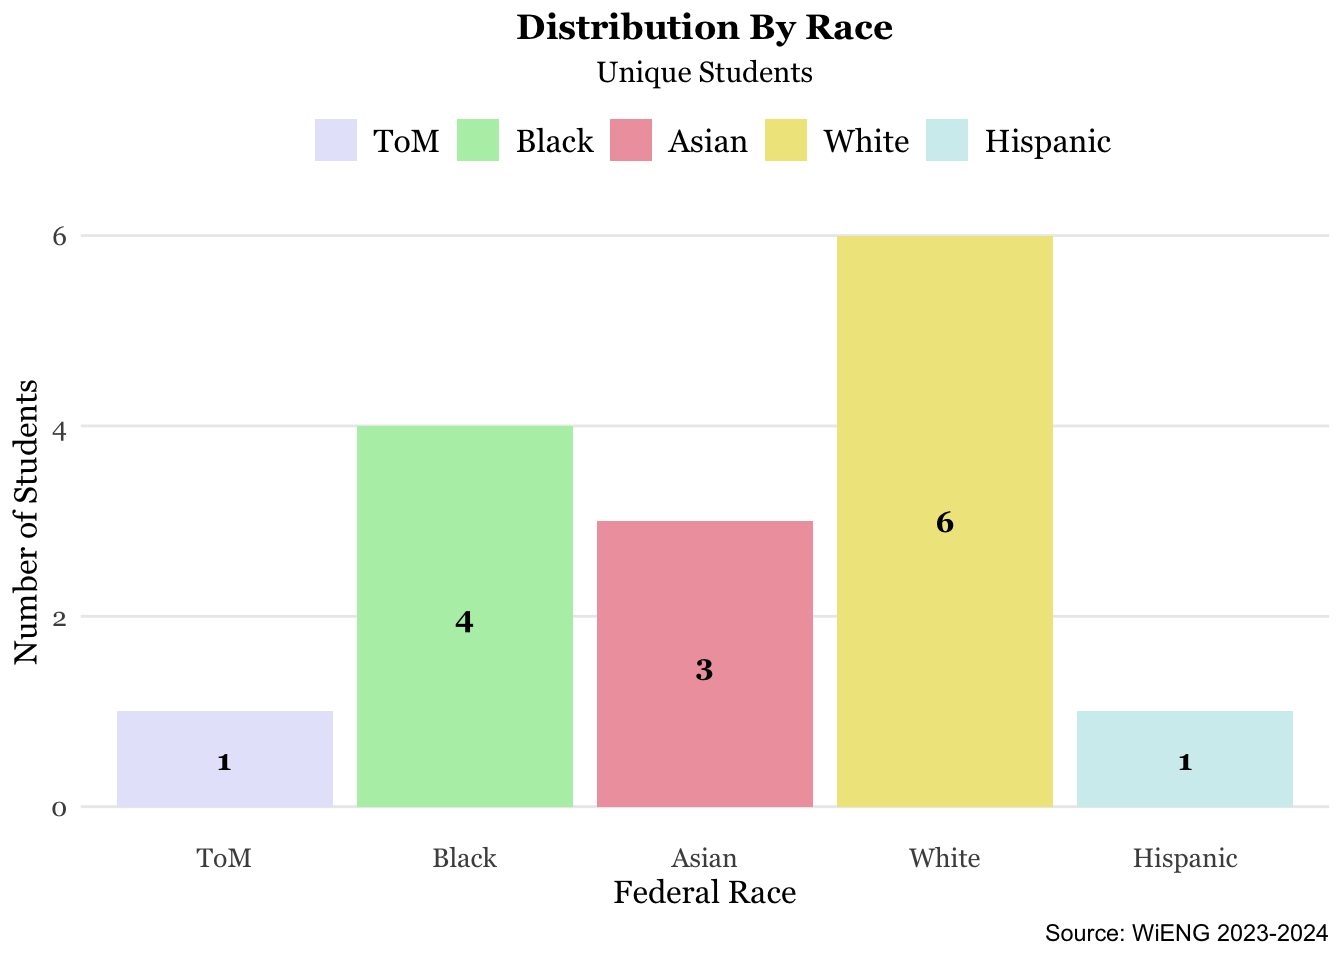 Distribution By Race
Unique Students
ToM Black Asian White Hispanic
6
4
2
0
Number of Students
1
4
3
6
1
ToM Black Asian White Hispanic
Federal Race
Source: WiENG 2023-2024